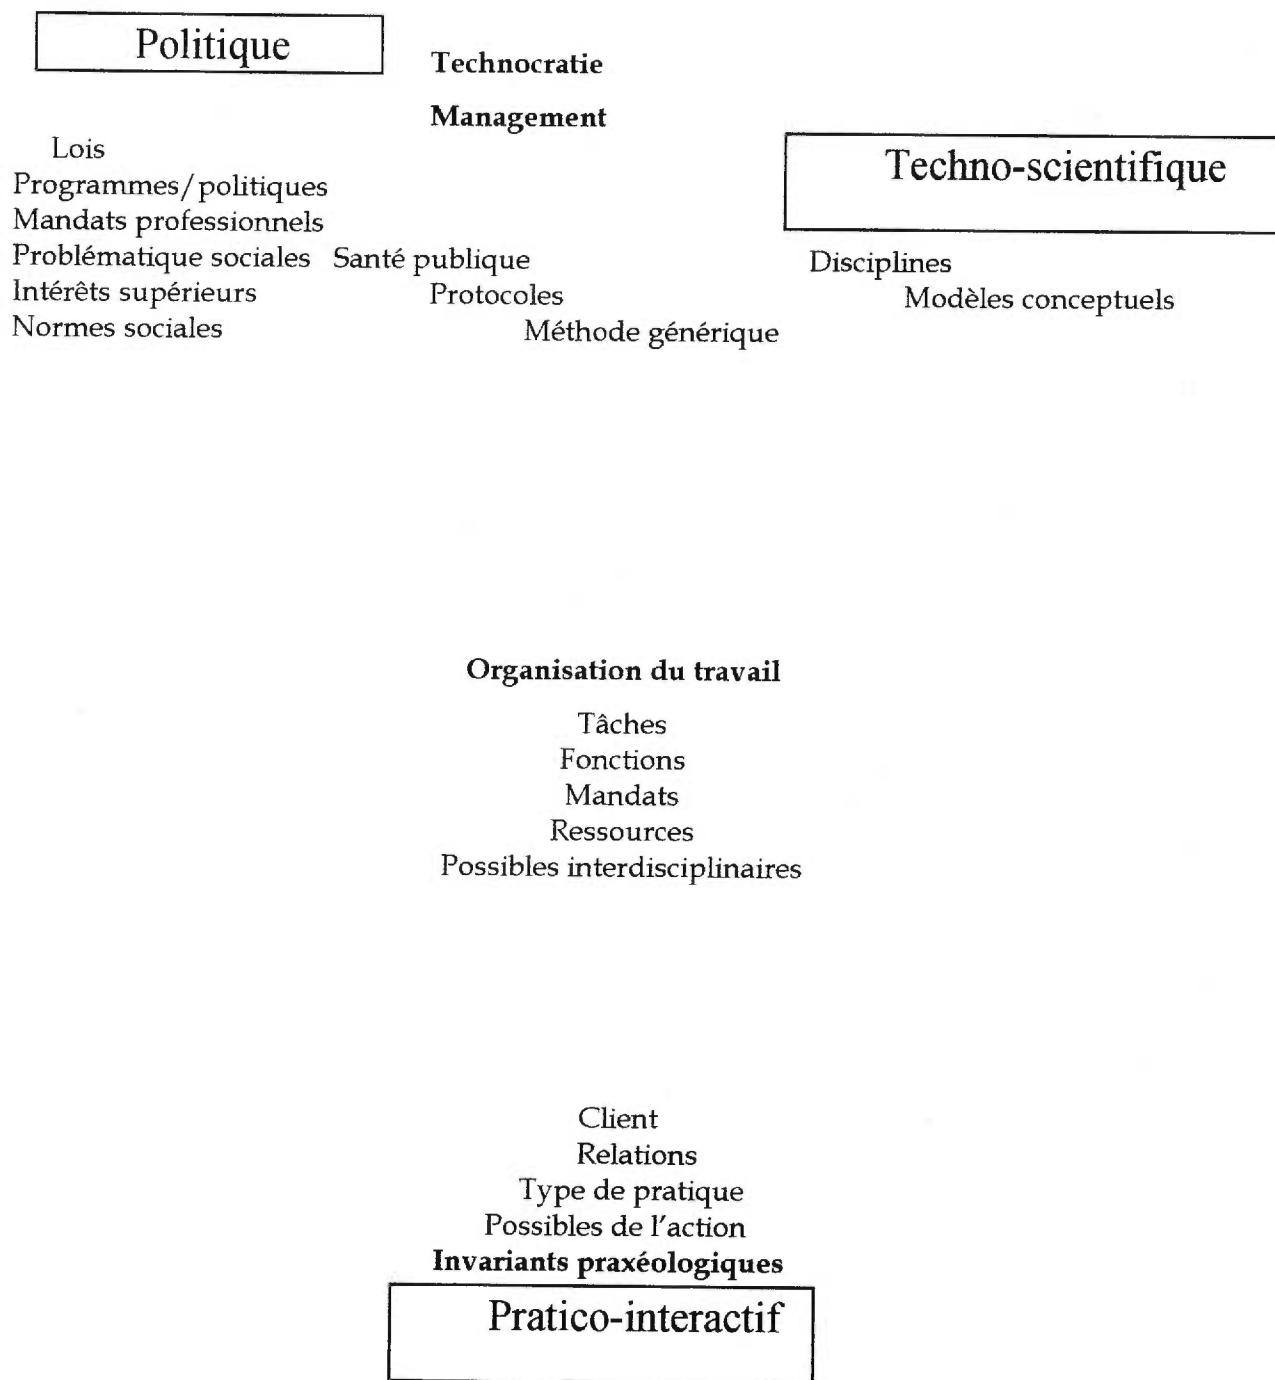 Politique
Technocratie
Management
Techno-scientifique
Lois
Programmes/politiques
Mandats professionnels
Problématique sociales Santé publique
Disciplines
Intérêts supérieurs Protocoles
Modèles conceptuels
Normes sociales Méthode générique
Organisation du travail
Tâches
Fonctions
Mandats
Ressources
Possibles interdisciplinaires
Client
Relations
Type de pratique
Possibles de l'action
Invariants praxéologiques
Pratico-interactif